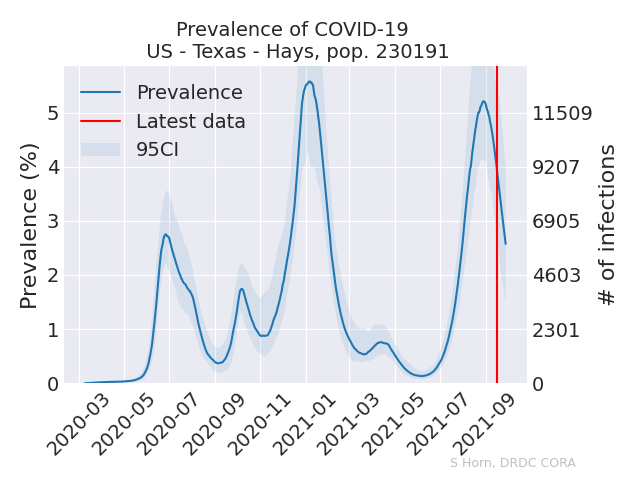 Prevalence of COVID-19
US - Texas - Hays, pop. 230191
Prevalence
Latest data
95CI
Prevalence (%)
5
4
3
2
1
0
11509
9207
6905
4603
2301
0
# of infections
2020-03
2020-05
2020-07
2020-09
2020-11
2021-01
2021-03
2021-05
2021-07
2021-09
S Horn, DRDC CORA